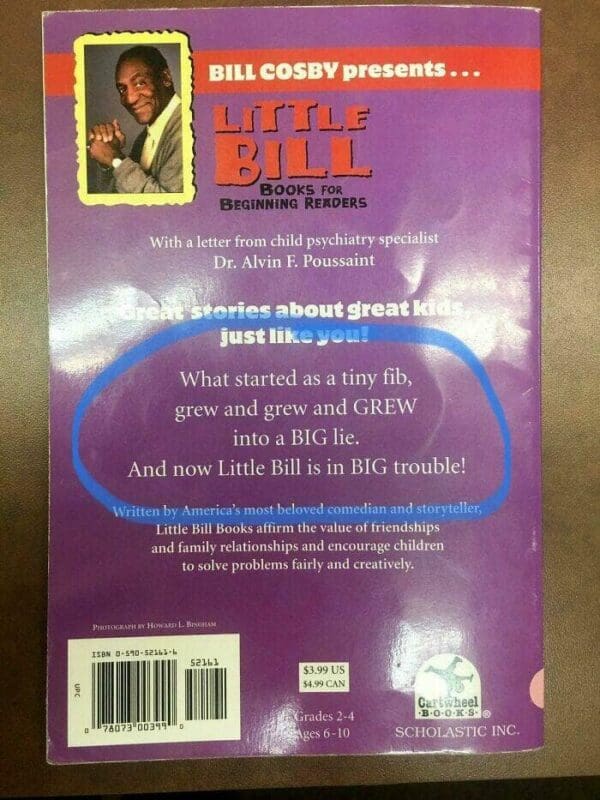 BILL COSBY presents...
LITTLE
BILL
BOOKS FOR
BEGINNING READERS
With a letter from child psychiatry specialist
Dr. Alvin F. Poussaint
Great stories about great kids,
just like you!
What started as a tiny fib,
grew and grew and GREW
into a BIG lie.
And now Little Bill is in BIG trouble!
Written by America's most beloved comedian and storyteller,
Little Bill Books affirm the value of friendships
and family relationships and encourage children
to solve problems fairly and creatively.
PHOTOGRAPH BY HOWARD L. BINGHAM
ISBN 0-590-52161-6
52161
UPC
0 78073 00399 0
$3.99 US
$4.99 CAN
Grades 2-4
Ages 6-10
Cartwheel
·B·O·O·K·S· ®
SCHOLASTIC INC.